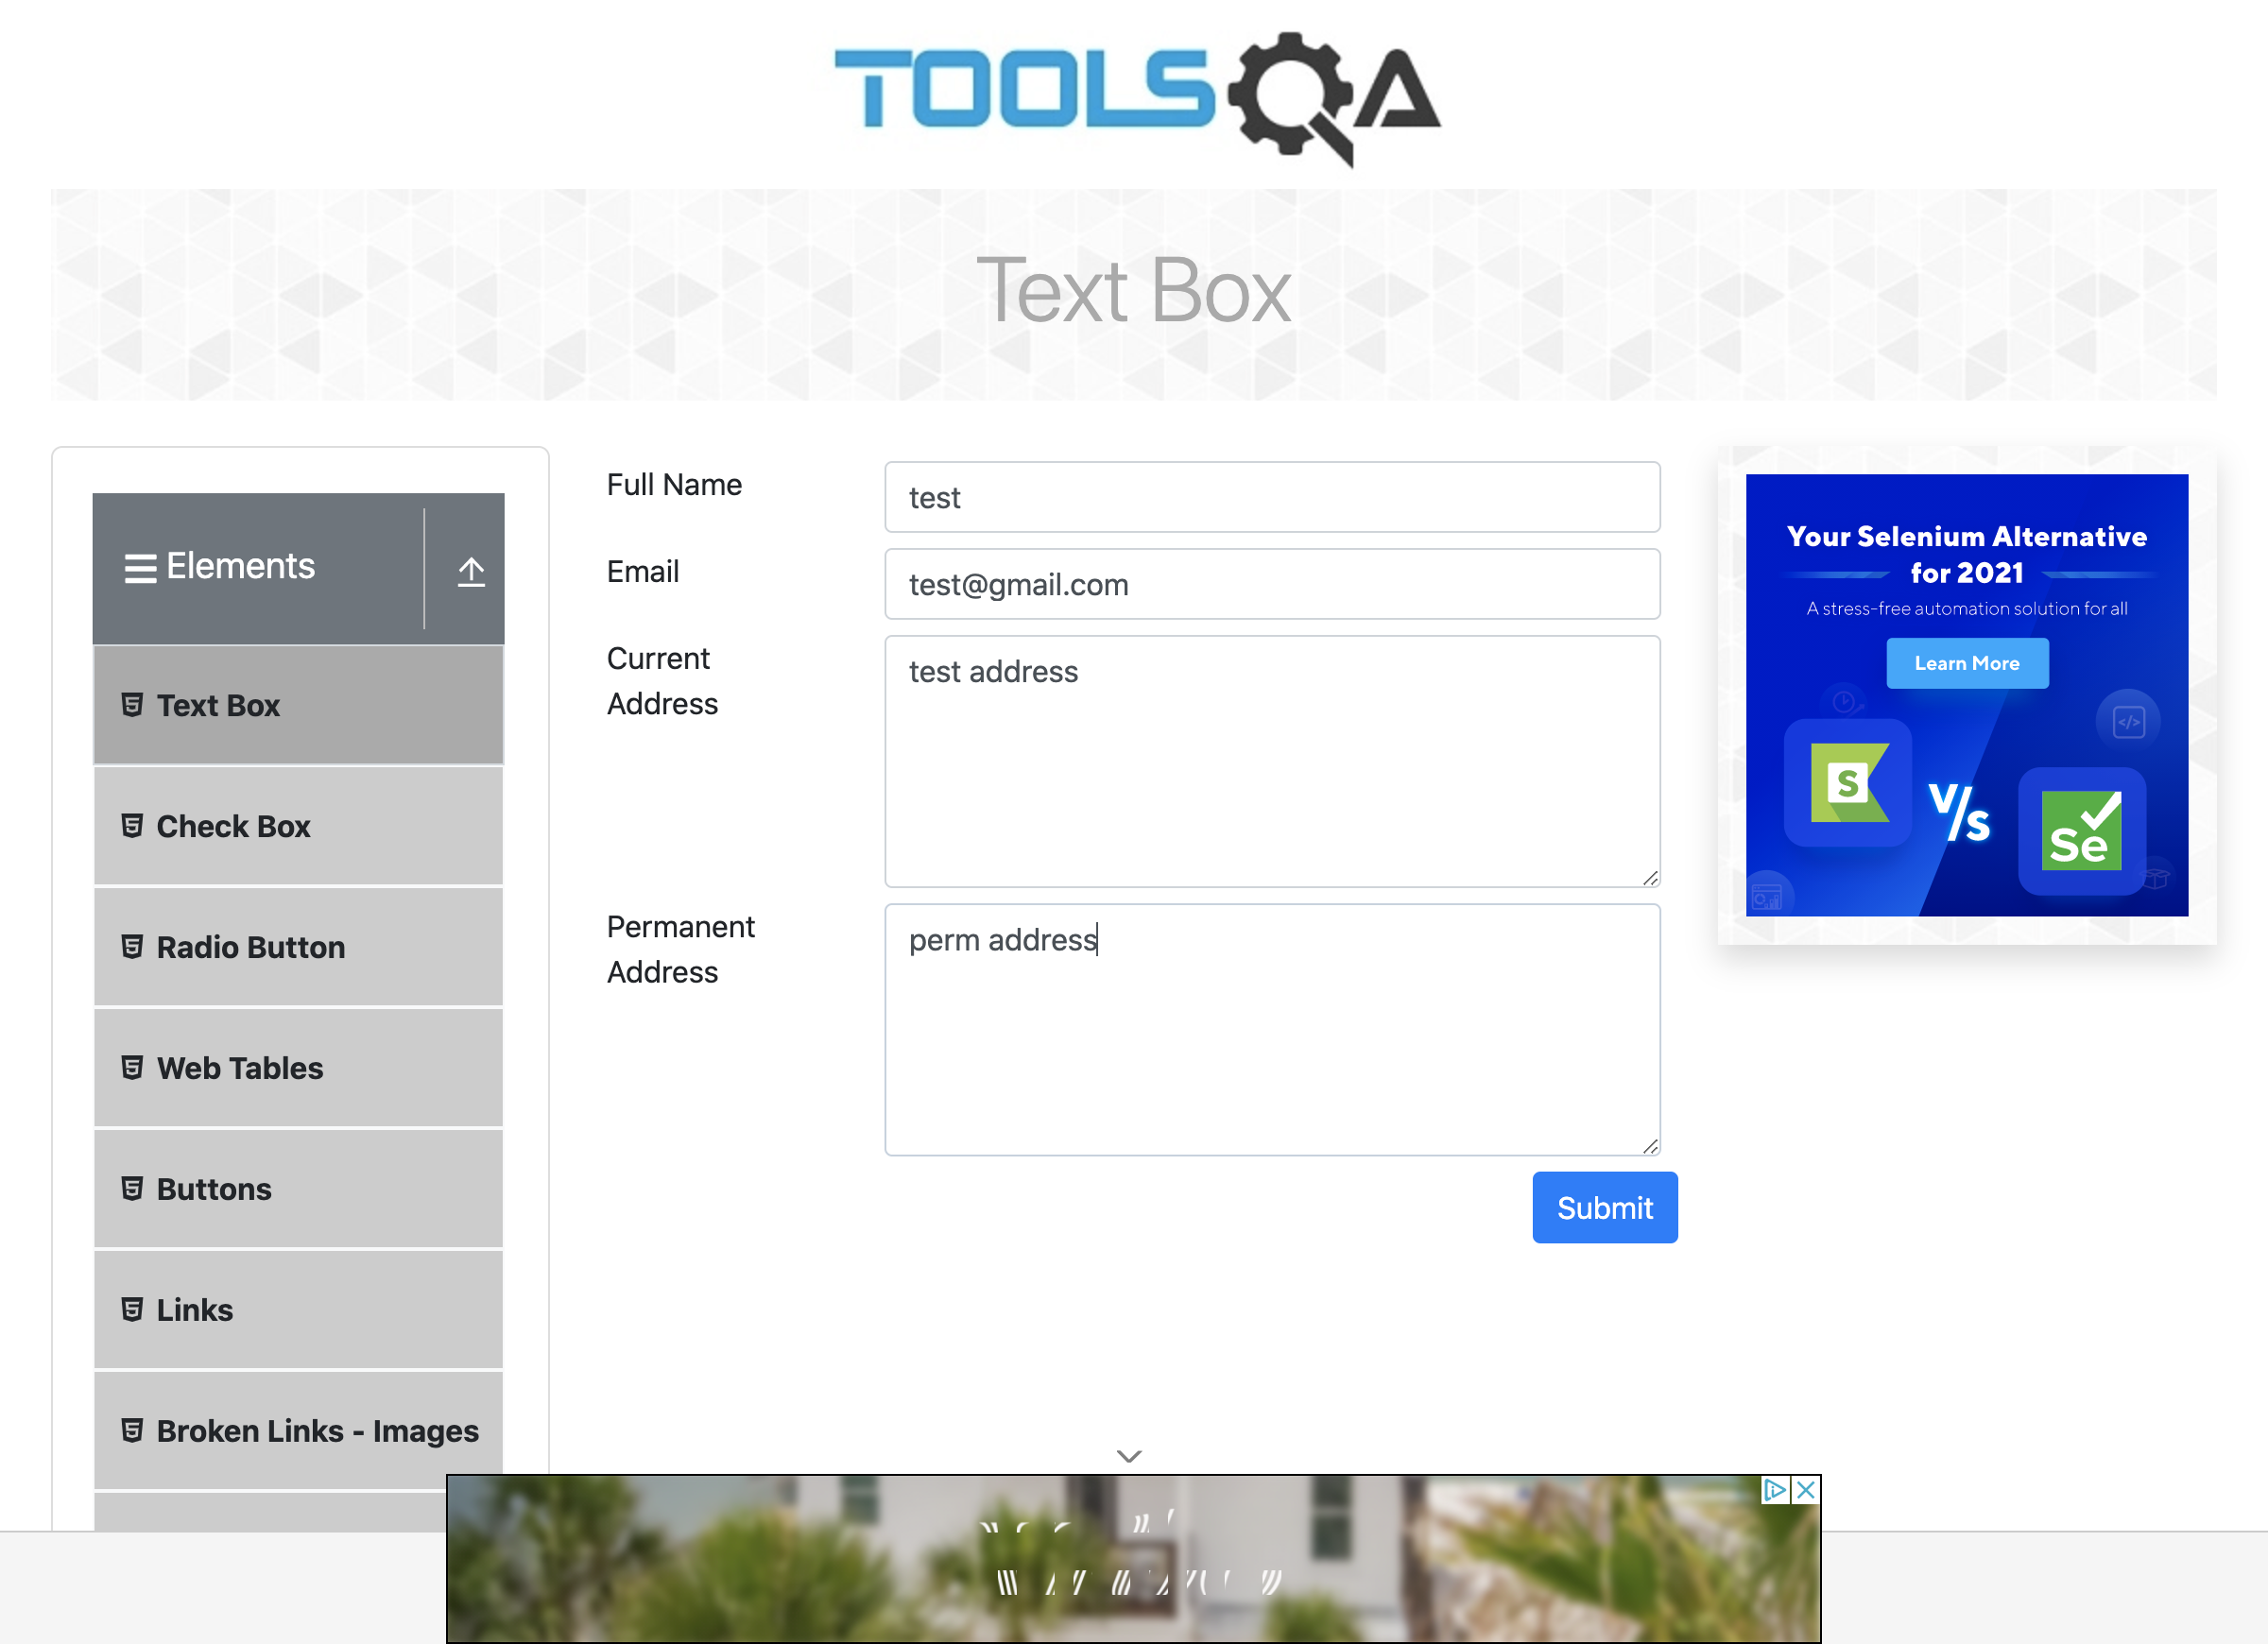 TOOLSQA
Text Box
Elements
Text Box
Check Box
Radio Button
Web Tables
Buttons
Links
Broken Links - Images
Full Name
test
Email
test@gmail.com
Current
Address
test address
Permanent
Address
perm address
Submit
Your Selenium Alternative
for 2021
A stress-free automation solution for all
Learn More
S
V/s
Se